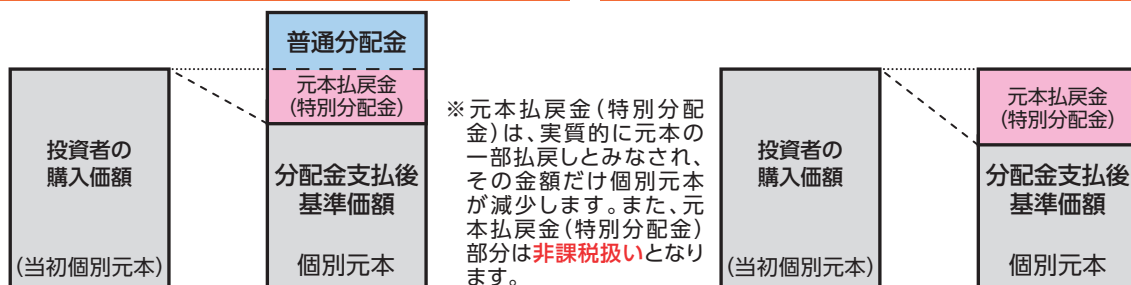 投資者の
購入価額
(当初個別元本)
普通分配金
元本払戻金
(特別分配金)
分配金支払後
基準価額
個別元本
※元本払戻金(特別分配
金)は、実質的に元本の
一部払戻しとみなされ、
その金額だけ個別元本
が減少します。また、元
本払戻金(特別分配金)
部分は非課税扱いとなり
ます。
投資者の
購入価額
(当初個別元本)
元本払戻金
(特別分配金)
分配金支払後
基準価額
個別元本